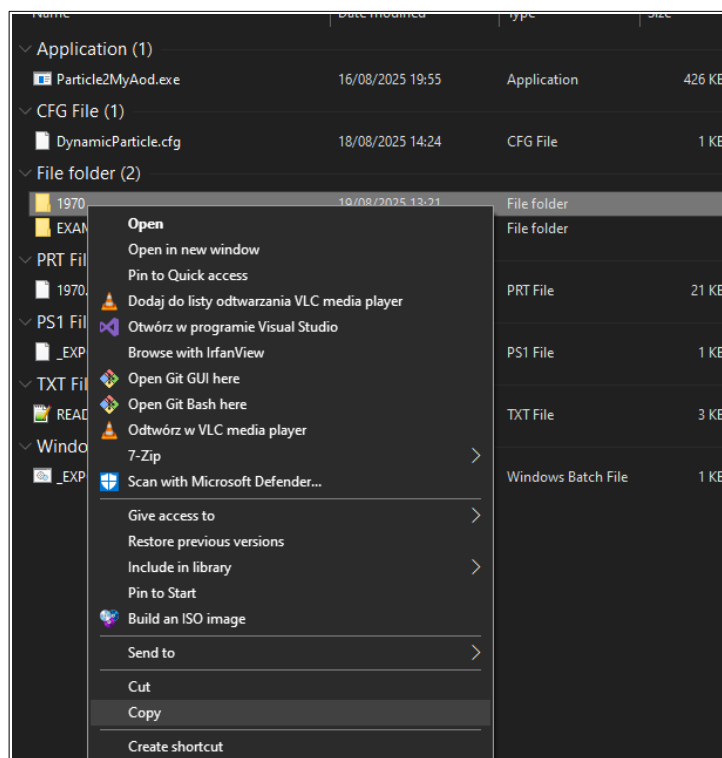 Name Date modified Type Size
Application (1)
Particle2MyAod.exe 16/08/2025 19:55 Application 426 KB
CFG File (1)
DynamicParticle.cfg 18/08/2025 14:24 CFG File 1 KB
File folder (2)
1970 19/08/2025 13:21 File folder
EXAM File folder
PRT Fil
1970. PRT File 21 KB
PS1 Fil
_EXP PS1 File 1 KB
TXT Fil
READ TXT File 3 KB
Windo
_EXP Windows Batch File 1 KB
Open
Open in new window
Pin to Quick access
Dodaj do listy odtwarzania VLC media player
Otwórz w programie Visual Studio
Browse with IrfanView
Open Git GUI here
Open Git Bash here
Odtwórz w VLC media player
7-Zip
Scan with Microsoft Defender...
Give access to
Restore previous versions
Include in library
Pin to Start
Build an ISO image
Send to
Cut
Copy
Create shortcut